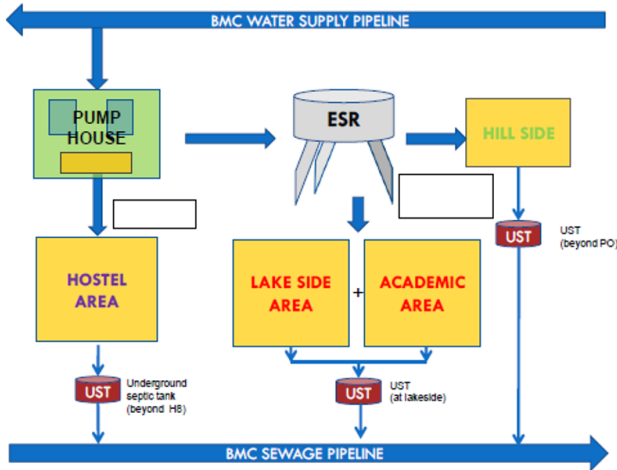 BMC WATER SUPPLY PIPELINE
PUMP
HOUSE
ESR
HILL SIDE
UST
UST
(beyond PO)
HOSTEL
AREA
LAKE SIDE
AREA
+
ACADEMIC
AREA
UST
Underground
septic tank
(beyond H8)
UST
UST
(at lakeside)
BMC SEWAGE PIPELINE